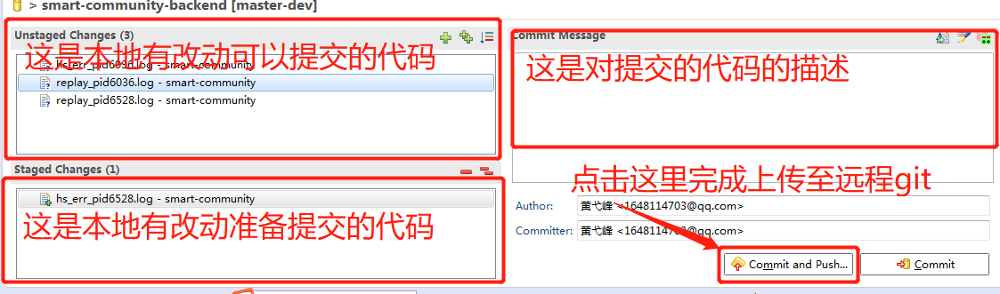 > smart-community-backend [master-dev]
Unstaged Changes (3)
这是本地有改动可以提交的代码
hs_err_pid6036.log - smart-community
replay_pid6036.log - smart-community
replay_pid6528.log - smart-community
Staged Changes (1)
hs_err_pid6528.log - smart-community
这是本地有改动准备提交的代码
Commit Message
这是对提交的代码的描述
点击这里完成上传至远程git
Author:
黄弋峰 <1648114703@qq.com>
Committer:
黄弋峰 <1648114703@qq.com>
Commit and Push...
Commit